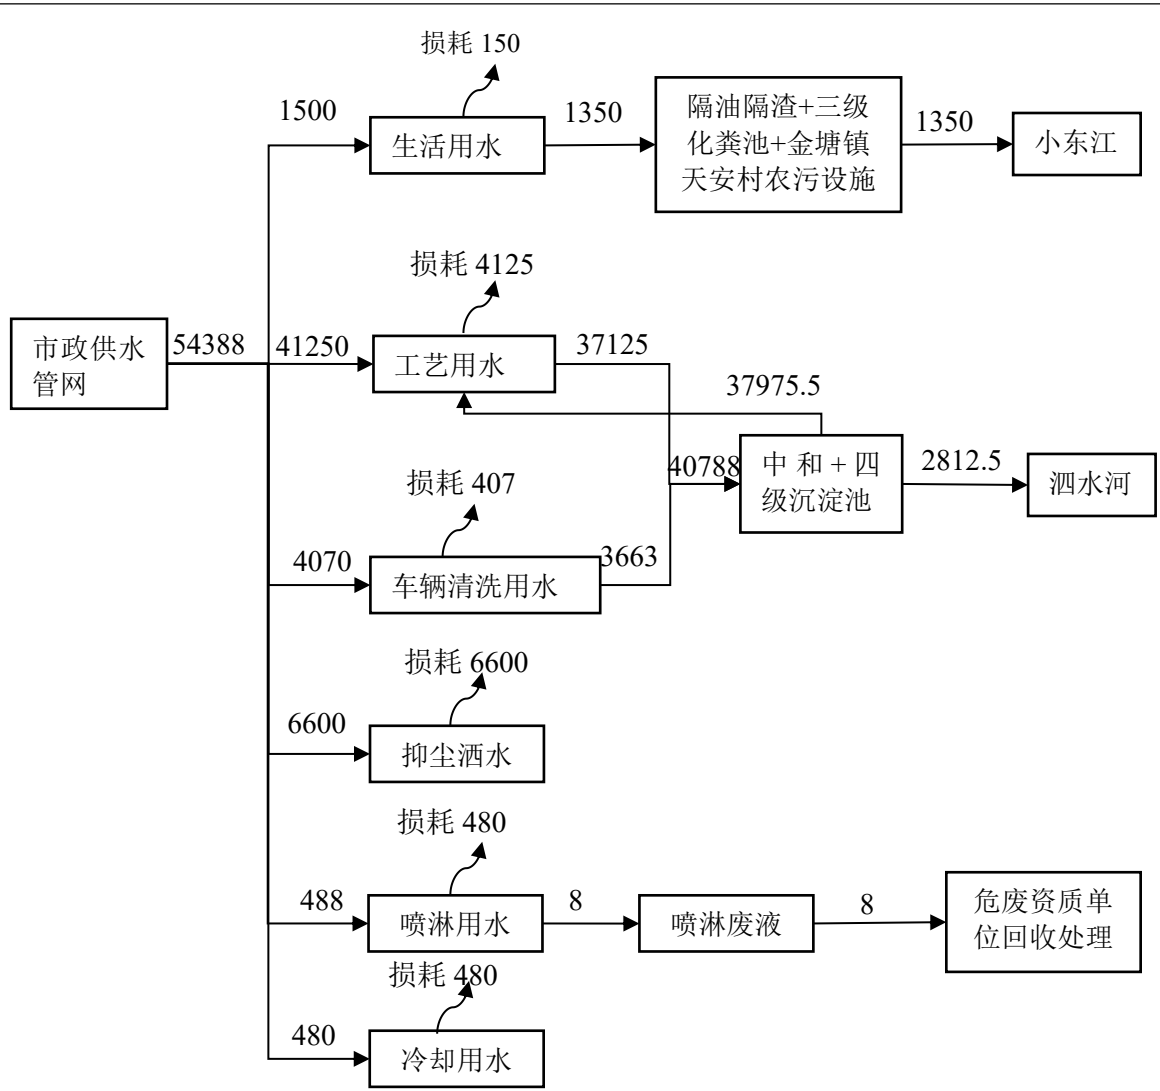 损耗 150
1500
生活用水
1350
隔油隔渣+三级
化粪池+金塘镇
天安村农污设施
1350
小东江
损耗 4125
市政供水
管网
54388
41250
工艺用水
37125
37975.5
损耗 407
40788
中和+四
级沉淀池
2812.5
泗水河
4070
车辆清洗用水
3663
损耗 6600
6600
抑尘洒水
损耗 480
488
喷淋用水
8
喷淋废液
8
危废资质单
位回收处理
损耗 480
480
冷却用水